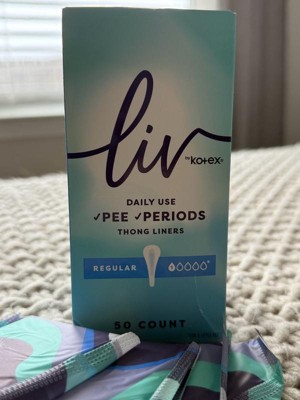 liv
by kotex®
DAILY USE
✓PEE ✓PERIODS
THONG LINERS
REGULAR
50 COUNT